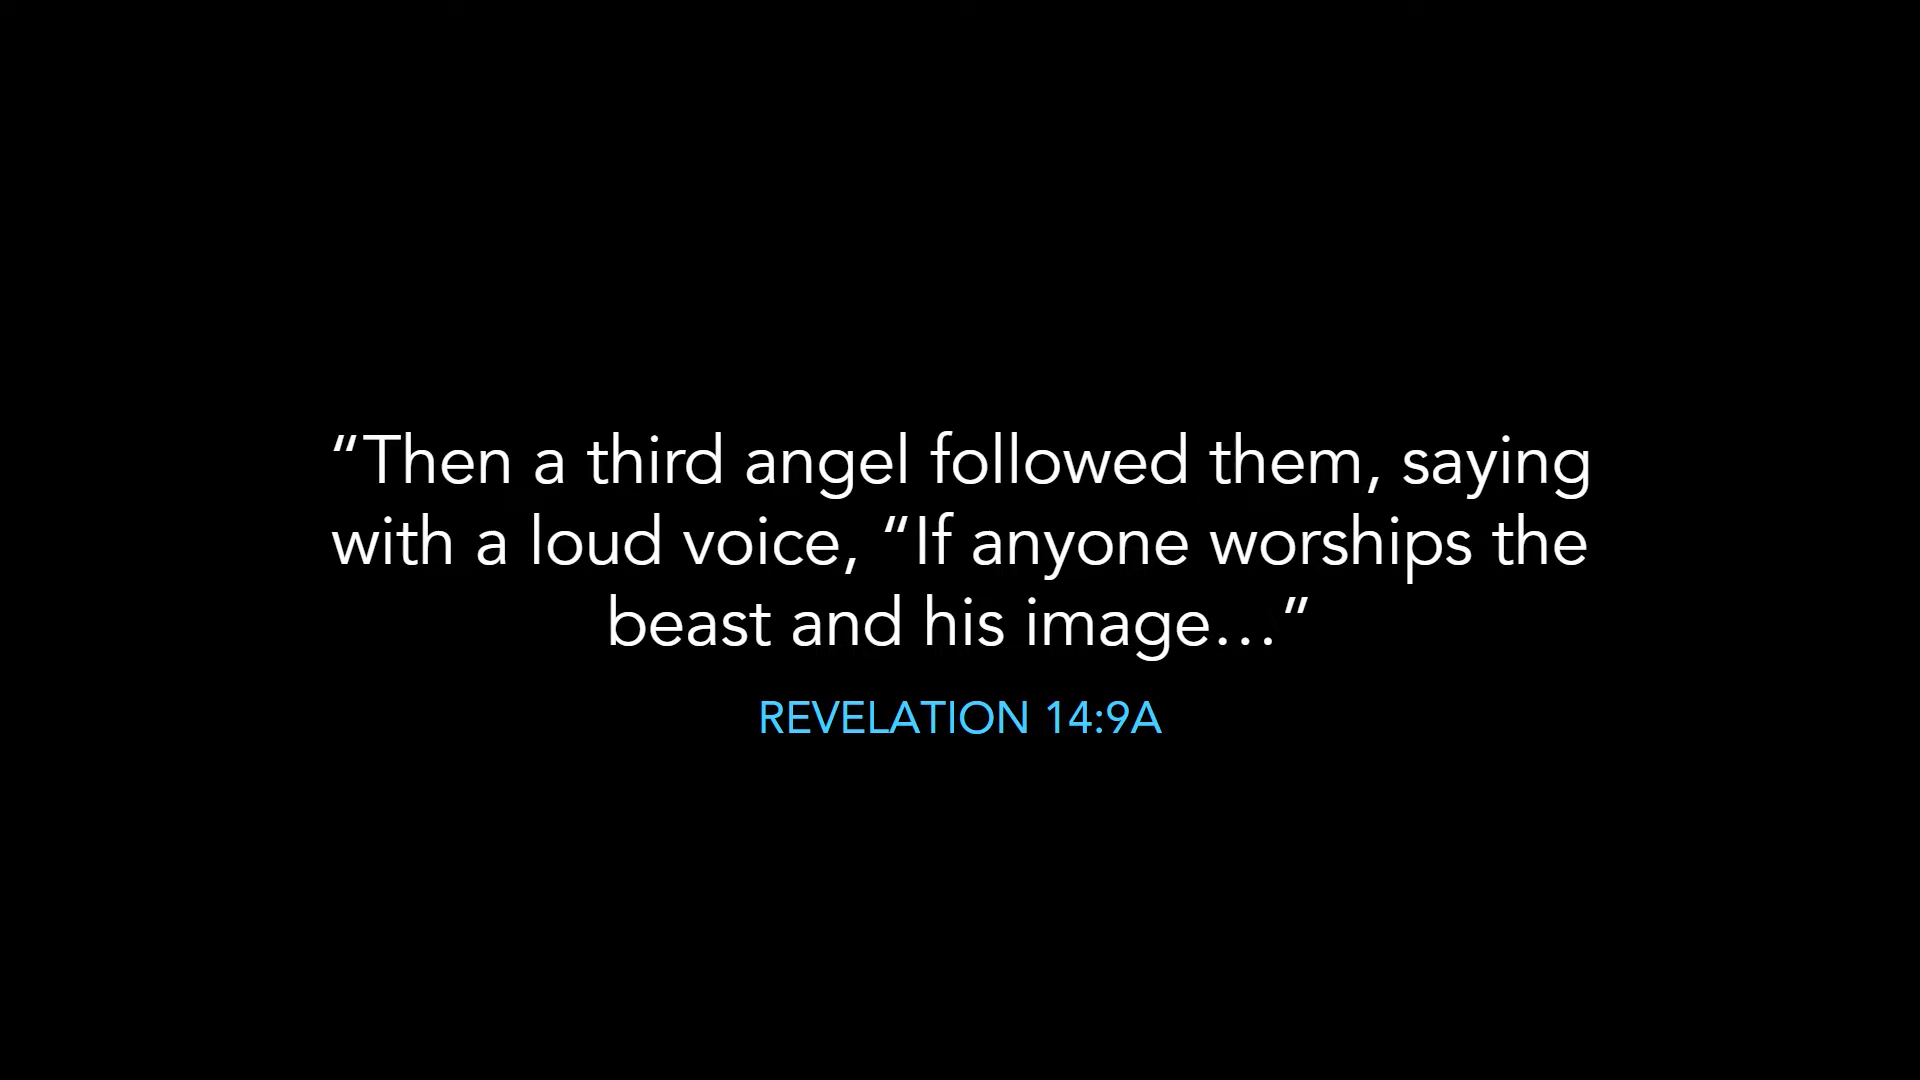 “Then a third angel followed them, saying
with a loud voice, “If anyone worships the
beast and his image…”
REVELATION 14:9A